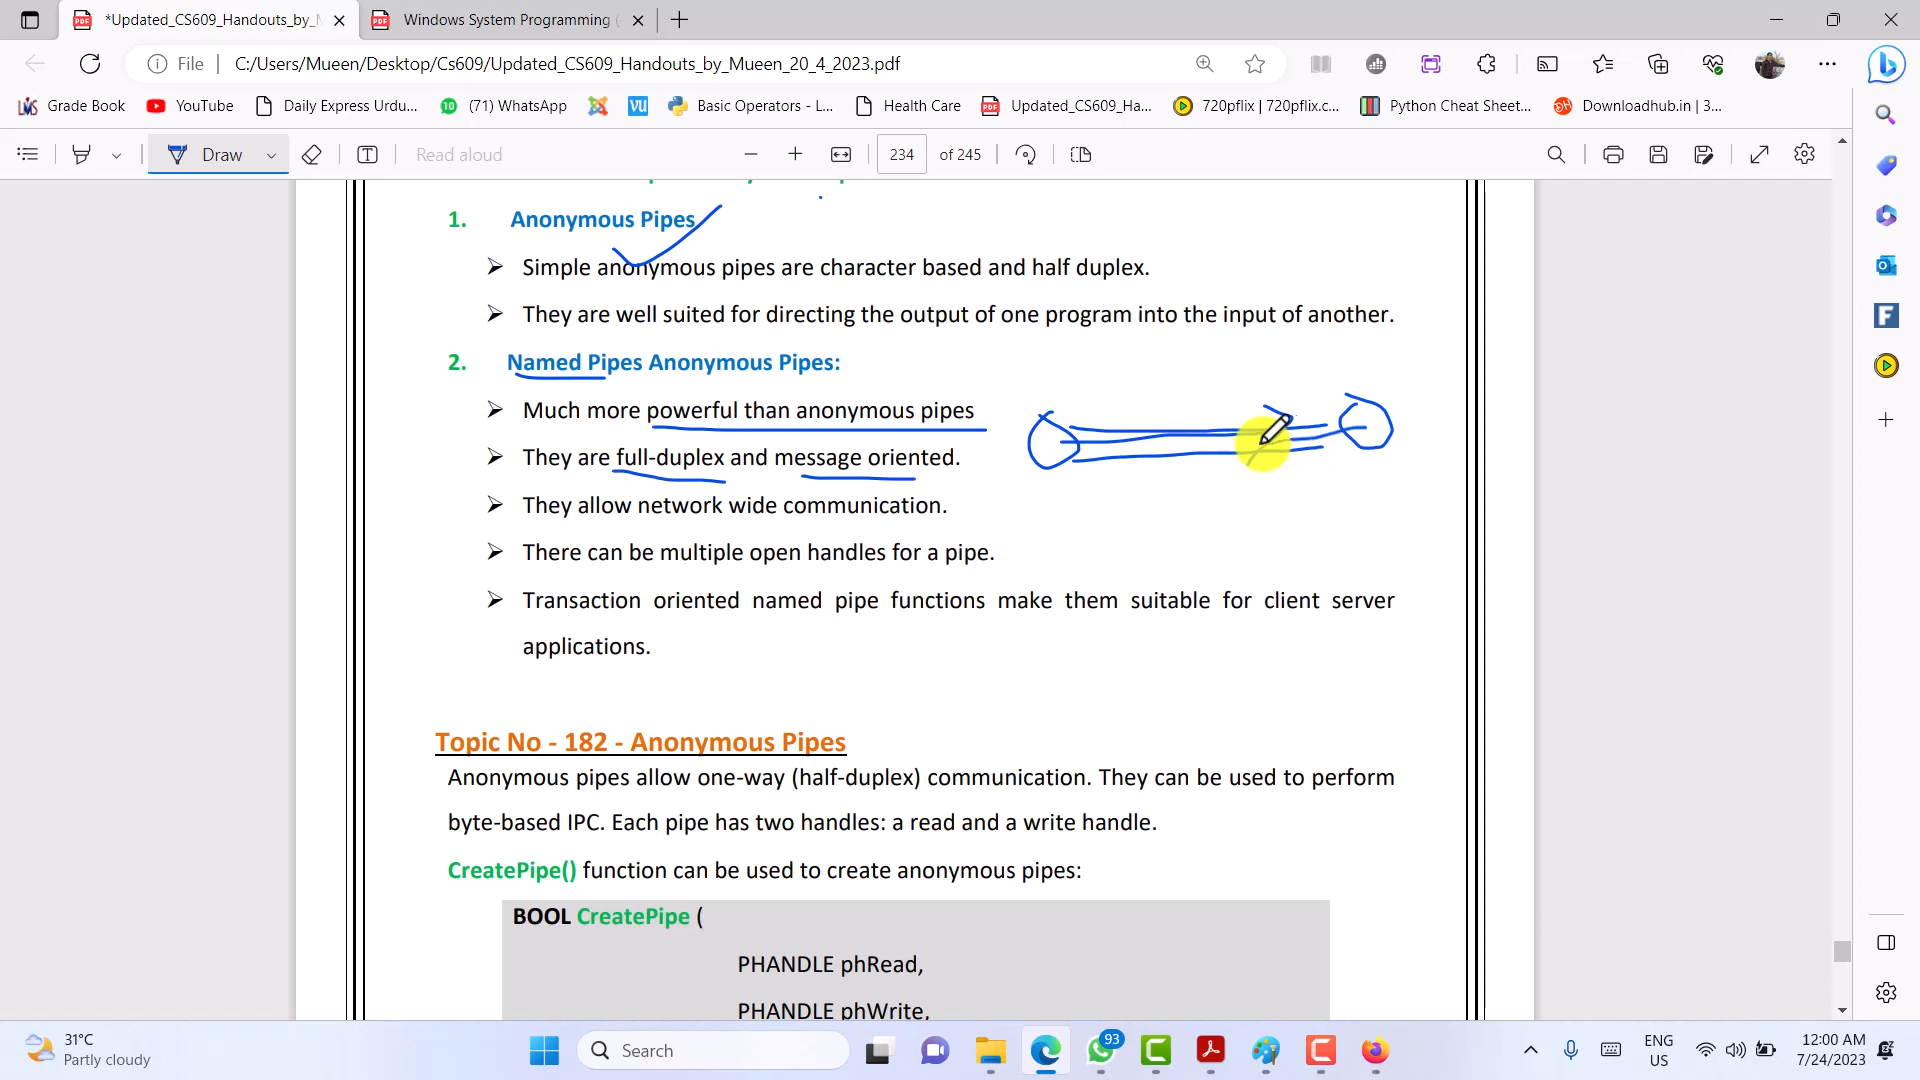 *Updated_CS609_Handouts_by_M
Windows System Programming (
File
C:/Users/Mueen/Desktop/Cs609/Updated_CS609_Handouts_by_Mueen_20_4_2023.pdf
Grade Book
YouTube
Daily Express Urdu...
(71) WhatsApp
Basic Operators - L...
Health Care
Updated_CS609_Ha...
720pflix | 720pflix.c...
Python Cheat Sheet...
Downloadhub.in | 3...
Draw
Read aloud
234 of 245
1. Anonymous Pipes
➢ Simple anonymous pipes are character based and half duplex.
➢ They are well suited for directing the output of one program into the input of another.
2. Named Pipes Anonymous Pipes:
➢ Much more powerful than anonymous pipes
➢ They are full-duplex and message oriented.
➢ They allow network wide communication.
➢ There can be multiple open handles for a pipe.
➢ Transaction oriented named pipe functions make them suitable for client server
applications.
Topic No - 182 - Anonymous Pipes
Anonymous pipes allow one-way (half-duplex) communication. They can be used to perform
byte-based IPC. Each pipe has two handles: a read and a write handle.
CreatePipe() function can be used to create anonymous pipes:
BOOL CreatePipe (
PHANDLE phRead,
PHANDLE phWrite,
31°C
Partly cloudy
Search
93
ENG
US
12:00 AM
7/24/2023